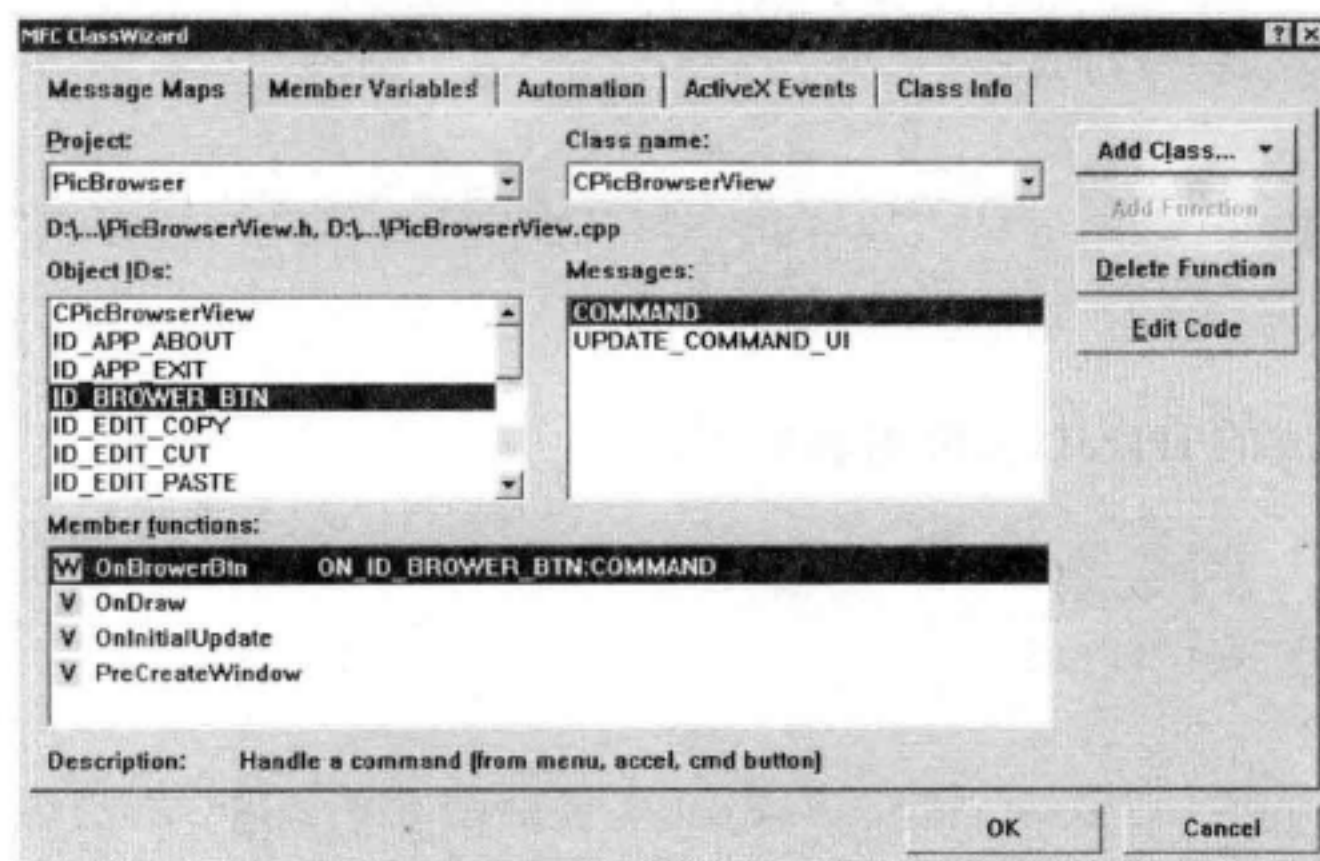 MFC ClassWizard
Message Maps
Member Variables
Automation
ActiveX Events
Class Info
Project:
Class name:
Add Class...
PicBrowser
CPicBrowserView
Add Function
D:\...\PicBrowserView.h, D:\...\PicBrowserView.cpp
Object IDs:
Messages:
Delete Function
CPicBrowserView
ID_APP_ABOUT
ID_APP_EXIT
ID_BROWER_BTN
ID_EDIT_COPY
ID_EDIT_CUT
ID_EDIT_PASTE
COMMAND
UPDATE_COMMAND_UI
Edit Code
Member functions:
W OnBrowerBtn ON_ID_BROWER_BTN:COMMAND
V OnDraw
V OnInitialUpdate
V PreCreateWindow
Description: Handle a command (from menu, accel, cmd button)
OK
Cancel